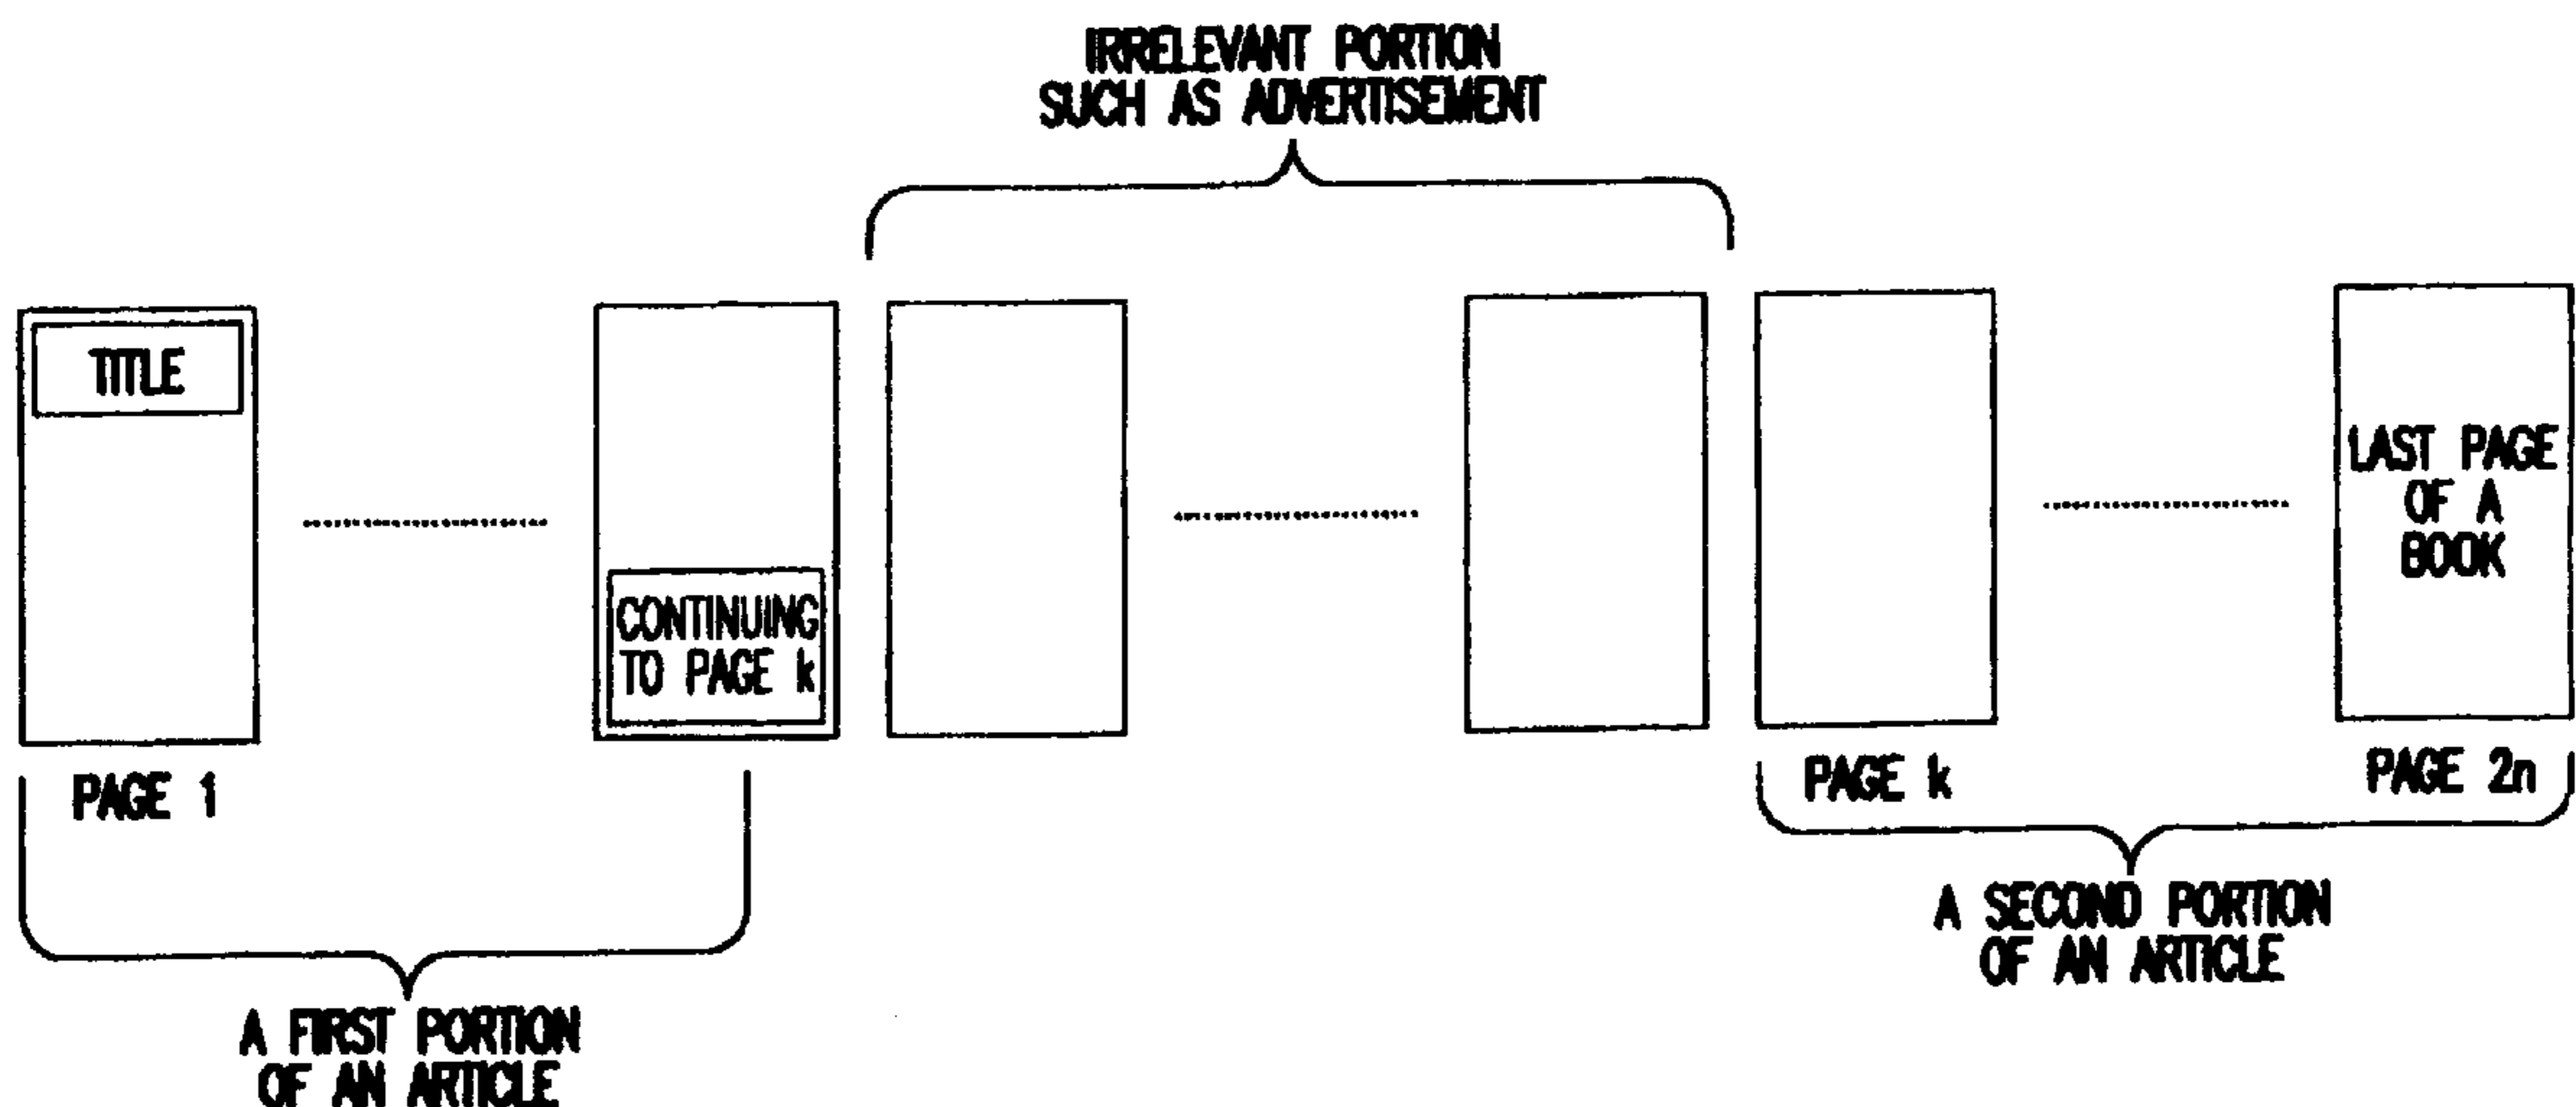 IRRELEVANT PORTION
SUCH AS ADVERTISEMENT
TITLE
CONTINUING
TO PAGE k
LAST PAGE
OF A
BOOK
PAGE 1
PAGE k
PAGE 2n
A FIRST PORTION
OF AN ARTICLE
A SECOND PORTION
OF AN ARTICLE